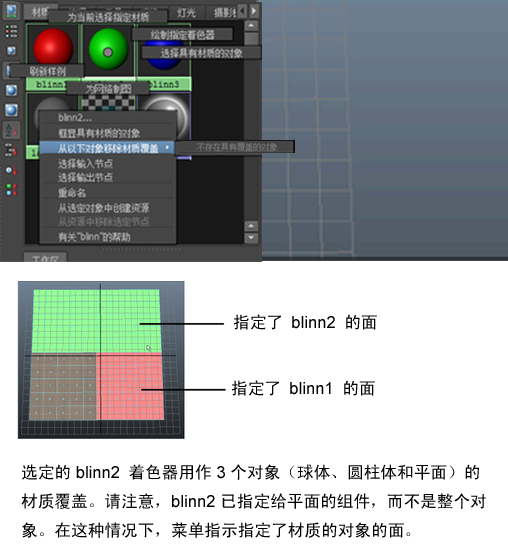 材质
灯光
摄影机
为当前选择指定材质
绘制指定着色器
选择具有材质的对象
刷新样例
blinn3
为网络制图
blinn2...
框显具有材质的对象
从以下对象移除材质覆盖
不存在具有覆盖的对象
选择输入节点
选择输出节点
重命名
从选定对象中创建资源
从资源中移除选定节点
有关"blinn"的帮助
工作区
指定了 blinn2 的面
指定了 blinn1 的面
选定的 blinn2 着色器用作 3 个对象（球体、圆柱体和平面）的
材质覆盖。请注意，blinn2 已指定给平面的组件，而不是整个对
象。在这种情况下，菜单指示指定了材质的对象的面。